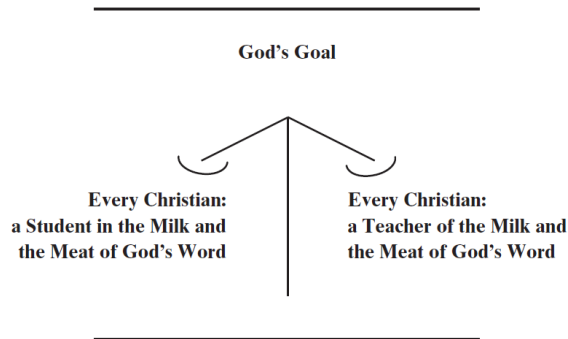 God’s Goal
Every Christian:
a Student in the Milk and
the Meat of God’s Word
Every Christian:
a Teacher of the Milk and
the Meat of God’s Word